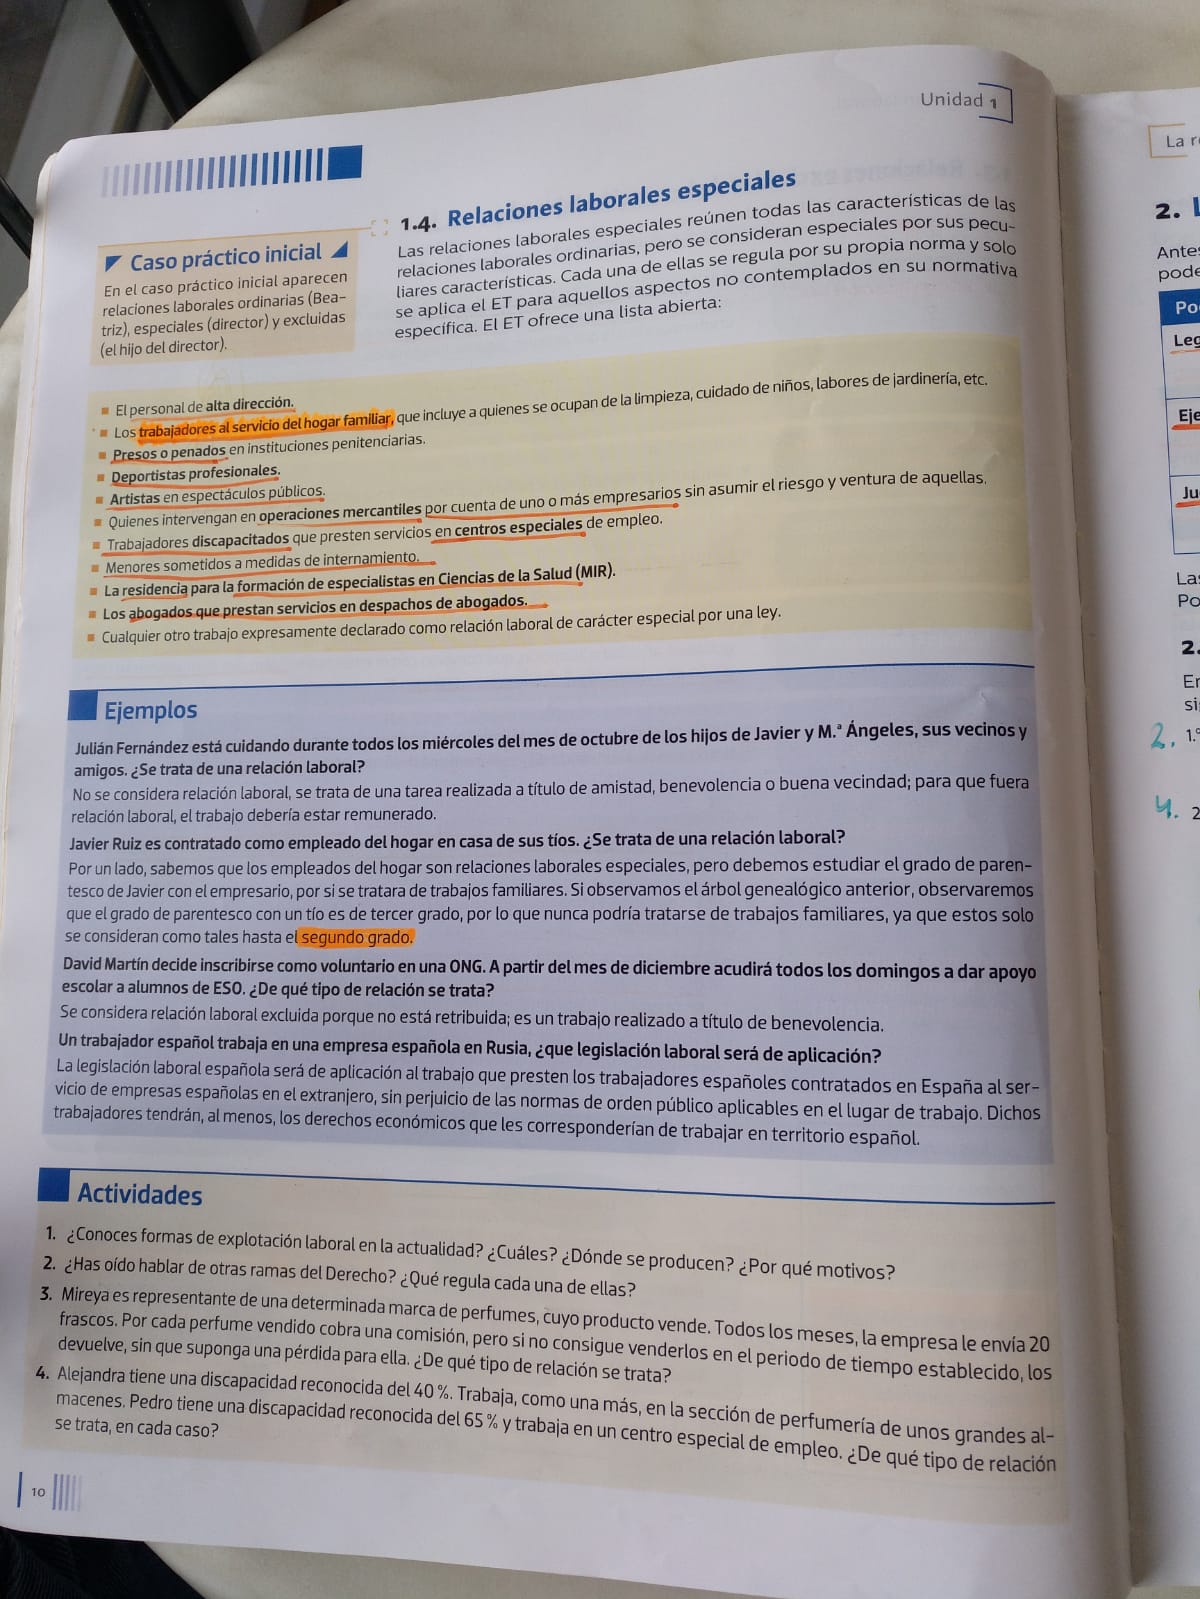 Unidad 1
1.4. Relaciones laborales especiales
Las relaciones laborales especiales reúnen todas las características de las
relaciones laborales ordinarias, pero se consideran especiales por sus pecu-
liares características. Cada una de ellas se regula por su propia norma y solo
se aplica el ET para aquellos aspectos no contemplados en su normativa
específica. El ET ofrece una lista abierta:
Caso práctico inicial
En el caso práctico inicial aparecen
relaciones laborales ordinarias (Bea-
triz), especiales (director) y excluidas
(el hijo del director).
El personal de alta dirección.
Los trabajadores al servicio del hogar familiar, que incluye a quienes se ocupan de la limpieza, cuidado de niños, labores de jardinería, etc.
Presos o penados en instituciones penitenciarias.
Deportistas profesionales.
Artistas en espectáculos públicos.
Quienes intervengan en operaciones mercantiles por cuenta de uno o más empresarios sin asumir el riesgo y ventura de aquellas.
Trabajadores discapacitados que presten servicios en centros especiales de empleo.
Menores sometidos a medidas de internamiento.
La residencia para la formación de especialistas en Ciencias de la Salud (MIR).
Los abogados que prestan servicios en despachos de abogados.
Cualquier otro trabajo expresamente declarado como relación laboral de carácter especial por una ley.
Ejemplos
Julián Fernández está cuidando durante todos los miércoles del mes de octubre de los hijos de Javier y M.ª Ángeles, sus vecinos y
amigos. ¿Se trata de una relación laboral?
No se considera relación laboral, se trata de una tarea realizada a título de amistad, benevolencia o buena vecindad; para que fuera
relación laboral, el trabajo debería estar remunerado.
Javier Ruiz es contratado como empleado del hogar en casa de sus tíos. ¿Se trata de una relación laboral?
Por un lado, sabemos que los empleados del hogar son relaciones laborales especiales, pero debemos estudiar el grado de paren-
tesco de Javier con el empresario, por si se tratara de trabajos familiares. Si observamos el árbol genealógico anterior, observaremos
que el grado de parentesco con un tío es de tercer grado, por lo que nunca podría tratarse de trabajos familiares, ya que estos solo
se consideran como tales hasta el segundo grado.
David Martín decide inscribirse como voluntario en una ONG. A partir del mes de diciembre acudirá todos los domingos a dar apoyo
escolar a alumnos de ESO. ¿De qué tipo de relación se trata?
Se considera relación laboral excluida porque no está retribuida; es un trabajo realizado a título de benevolencia.
Un trabajador español trabaja en una empresa española en Rusia, ¿que legislación laboral será de aplicación?
La legislación laboral española será de aplicación al trabajo que presten los trabajadores españoles contratados en España al ser-
vicio de empresas españolas en el extranjero, sin perjuicio de las normas de orden público aplicables en el lugar de trabajo. Dichos
trabajadores tendrán, al menos, los derechos económicos que les corresponderían de trabajar en territorio español.
Actividades
1. ¿Conoces formas de explotación laboral en la actualidad? ¿Cuáles? ¿Dónde se producen? ¿Por qué motivos?
2. ¿Has oído hablar de otras ramas del Derecho? ¿Qué regula cada una de ellas?
3. Mireya es representante de una determinada marca de perfumes, cuyo producto vende. Todos los meses, la empresa le envía 20
frascos. Por cada perfume vendido cobra una comisión, pero si no consigue venderlos en el periodo de tiempo establecido, los
devuelve, sin que suponga una pérdida para ella. ¿De qué tipo de relación se trata?
4. Alejandra tiene una discapacidad reconocida del 40 %. Trabaja, como una más, en la sección de perfumería de unos grandes al-
macenes. Pedro tiene una discapacidad reconocida del 65 % y trabaja en un centro especial de empleo. ¿De qué tipo de relación
se trata, en cada caso?
10
La
2.
2.
2.
4.